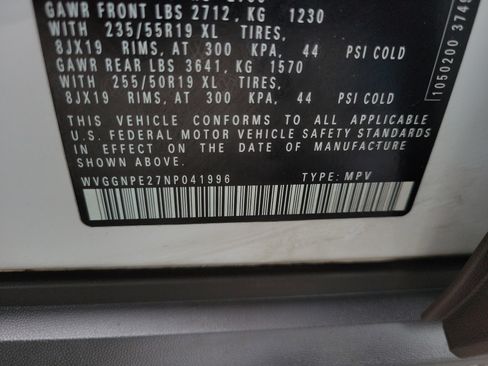 GAWR FRONT LBS 2712, KG 1230
WITH 235/55R19 XL TIRES,
8JX19 RIMS, AT 300 KPA, 44 PSI COLD
GAWR REAR LBS 3641, KG 1570
WITH 255/50R19 XL TIRES,
8JX19 RIMS, AT 300 KPA, 44 PSI COLD
THIS VEHICLE CONFORMS TO ALL APPLICABLE
U.S. FEDERAL MOTOR VEHICLE SAFETY STANDARDS
IN EFFECT ON THE DATE OF MANUFACTURE
SHOWN ABOVE.
WVGGNPE27NP041996 TYPE: MPV
1050200 3749